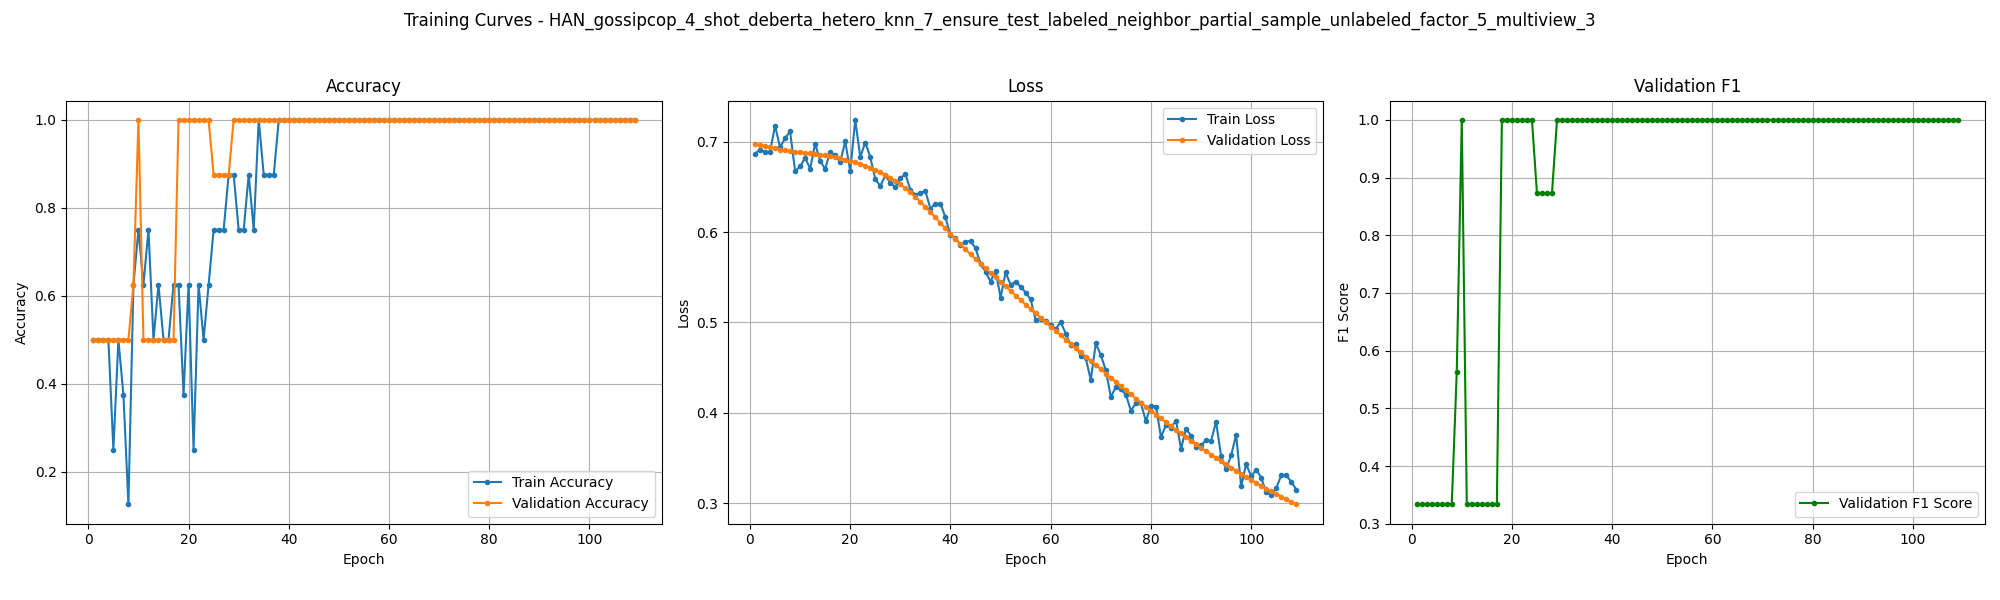 Training Curves - HAN_gossipcop_4_shot_deberta_hetero_knn_7_ensure_test_labeled_neighbor_partial_sample_unlabeled_factor_5_multiview_3
Accuracy
1.0
0.8
0.6
0.4
0.2
Accuracy
Train Accuracy
Validation Accuracy
0 20 40 60 80 100
Epoch
Loss
0.7
0.6
0.5
0.4
0.3
Loss
Train Loss
Validation Loss
0 20 40 60 80 100
Epoch
Validation F1
1.0
0.9
0.8
0.7
0.6
0.5
0.4
0.3
F1 Score
Validation F1 Score
0 20 40 60 80 100
Epoch